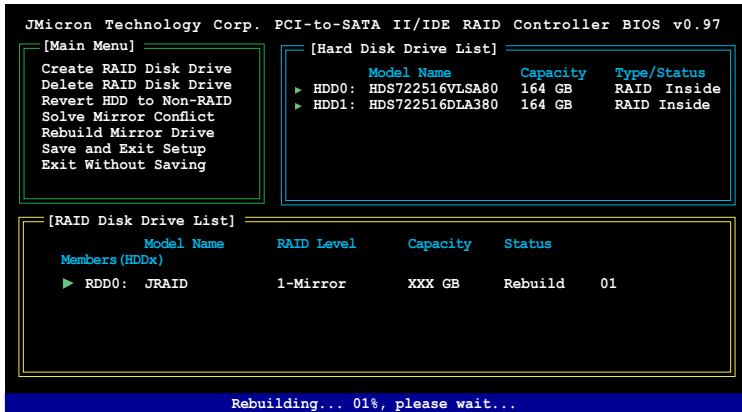 JMicron Technology Corp. PCI-to-SATA II/IDE RAID Controller BIOS v0.97
[Main Menu]
Create RAID Disk Drive
Delete RAID Disk Drive
Revert HDD to Non-RAID
Solve Mirror Conflict
Rebuild Mirror Drive
Save and Exit Setup
Exit Without Saving
[Hard Disk Drive List]
Model Name Capacity Type/Status
HDD0: HDS722516VLSA80 164 GB RAID Inside
HDD1: HDS722516DLA380 164 GB RAID Inside
[RAID Disk Drive List]
Model Name RAID Level Capacity Status
Members(HDDx)
RDD0: JRAID 1-Mirror XXX GB Rebuild 01
Rebuilding... 01%, please wait...